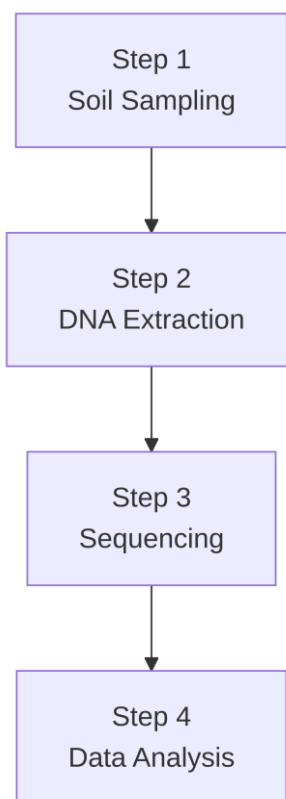 Step 1
Soil Sampling
Step 2
DNA Extraction
Step 3
Sequencing
Step 4
Data Analysis